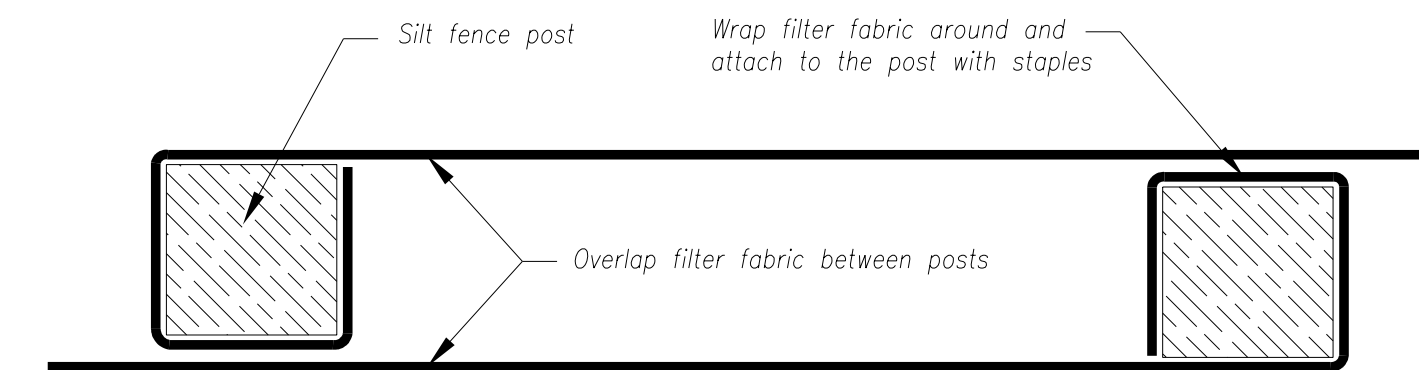 Silt fence post
Wrap filter fabric around and
attach to the post with staples
Overlap filter fabric between posts